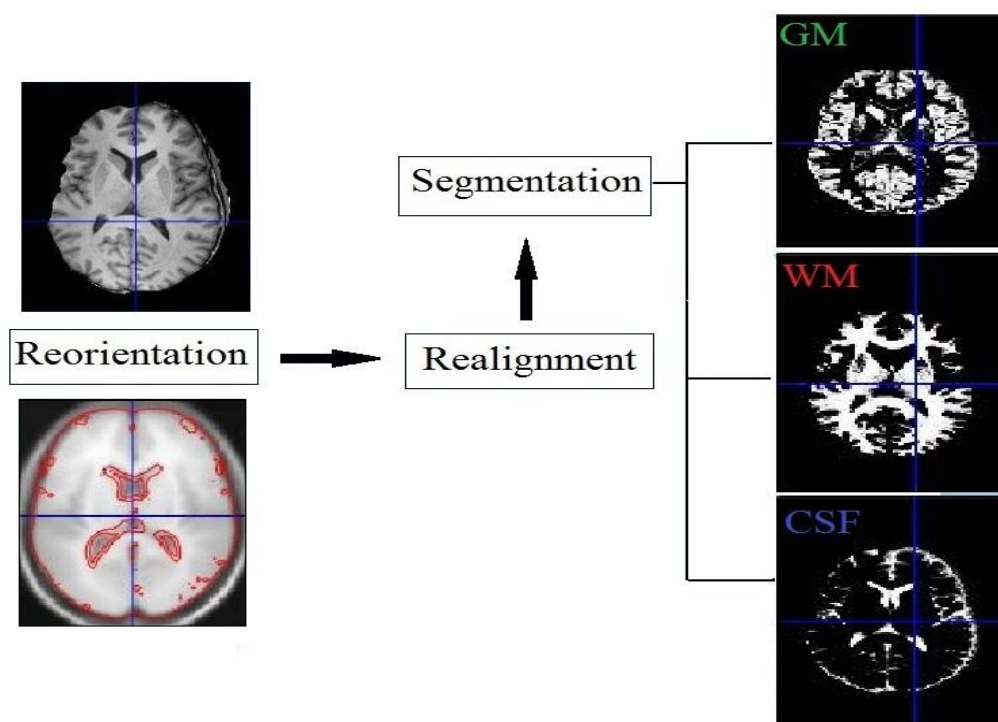 Reorientation
Realignment
Segmentation
GM
WM
CSF